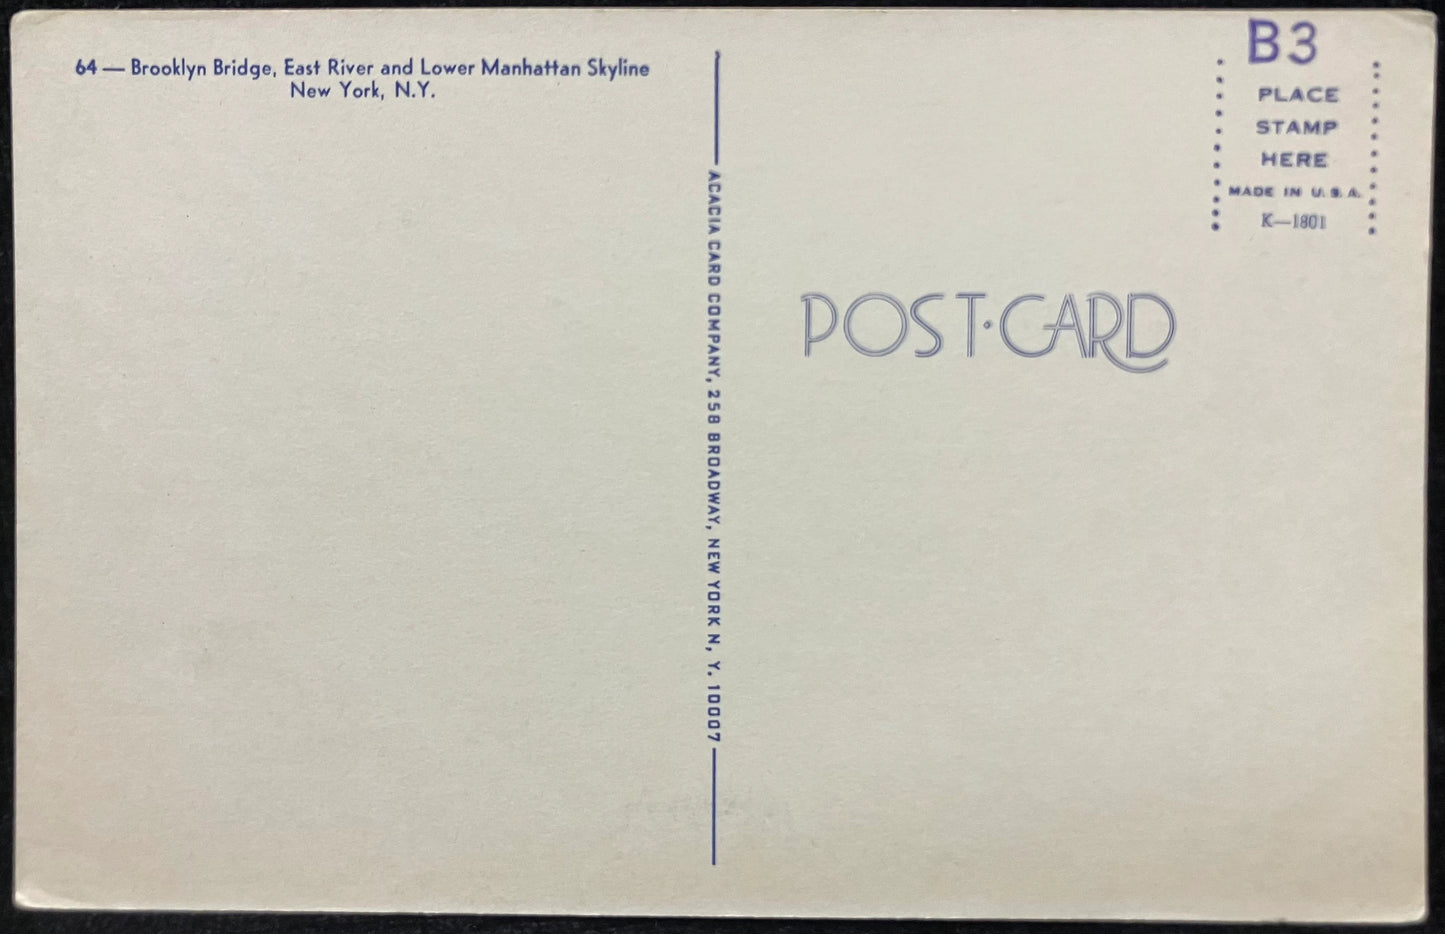 64 — Brooklyn Bridge, East River and Lower Manhattan Skyline
New York, N.Y.
ACACIA CARD COMPANY, 258 BROADWAY, NEW YORK N, Y. 10007
B3
PLACE
STAMP
HERE
MADE IN U.S.A.
K—1801
POST·CARD